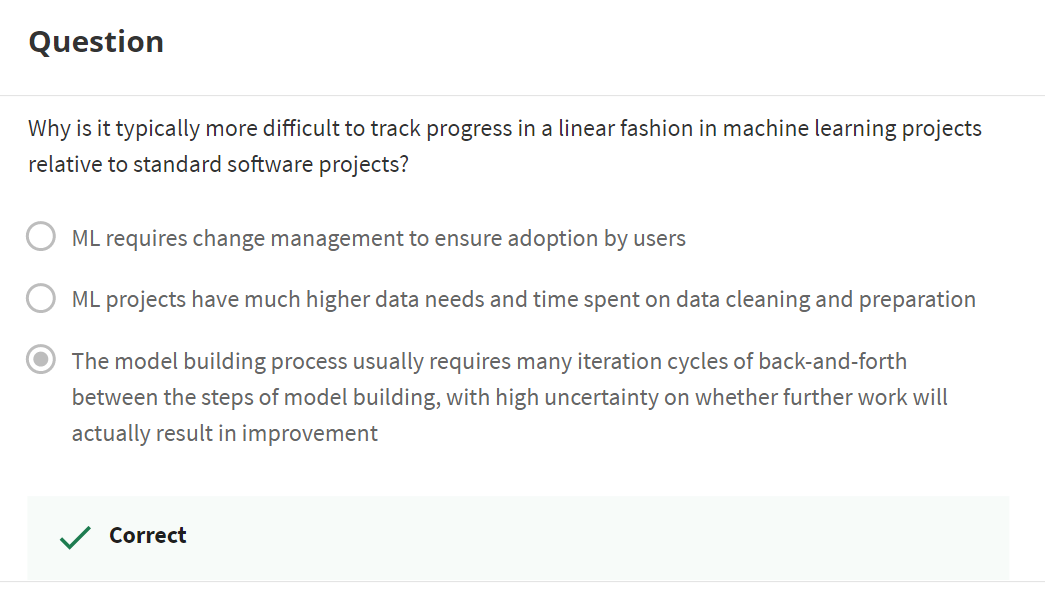 Question
Why is it typically more difficult to track progress in a linear fashion in machine learning projects
relative to standard software projects?
ML requires change management to ensure adoption by users
ML projects have much higher data needs and time spent on data cleaning and preparation
The model building process usually requires many iteration cycles of back-and-forth
between the steps of model building, with high uncertainty on whether further work will
actually result in improvement
Correct